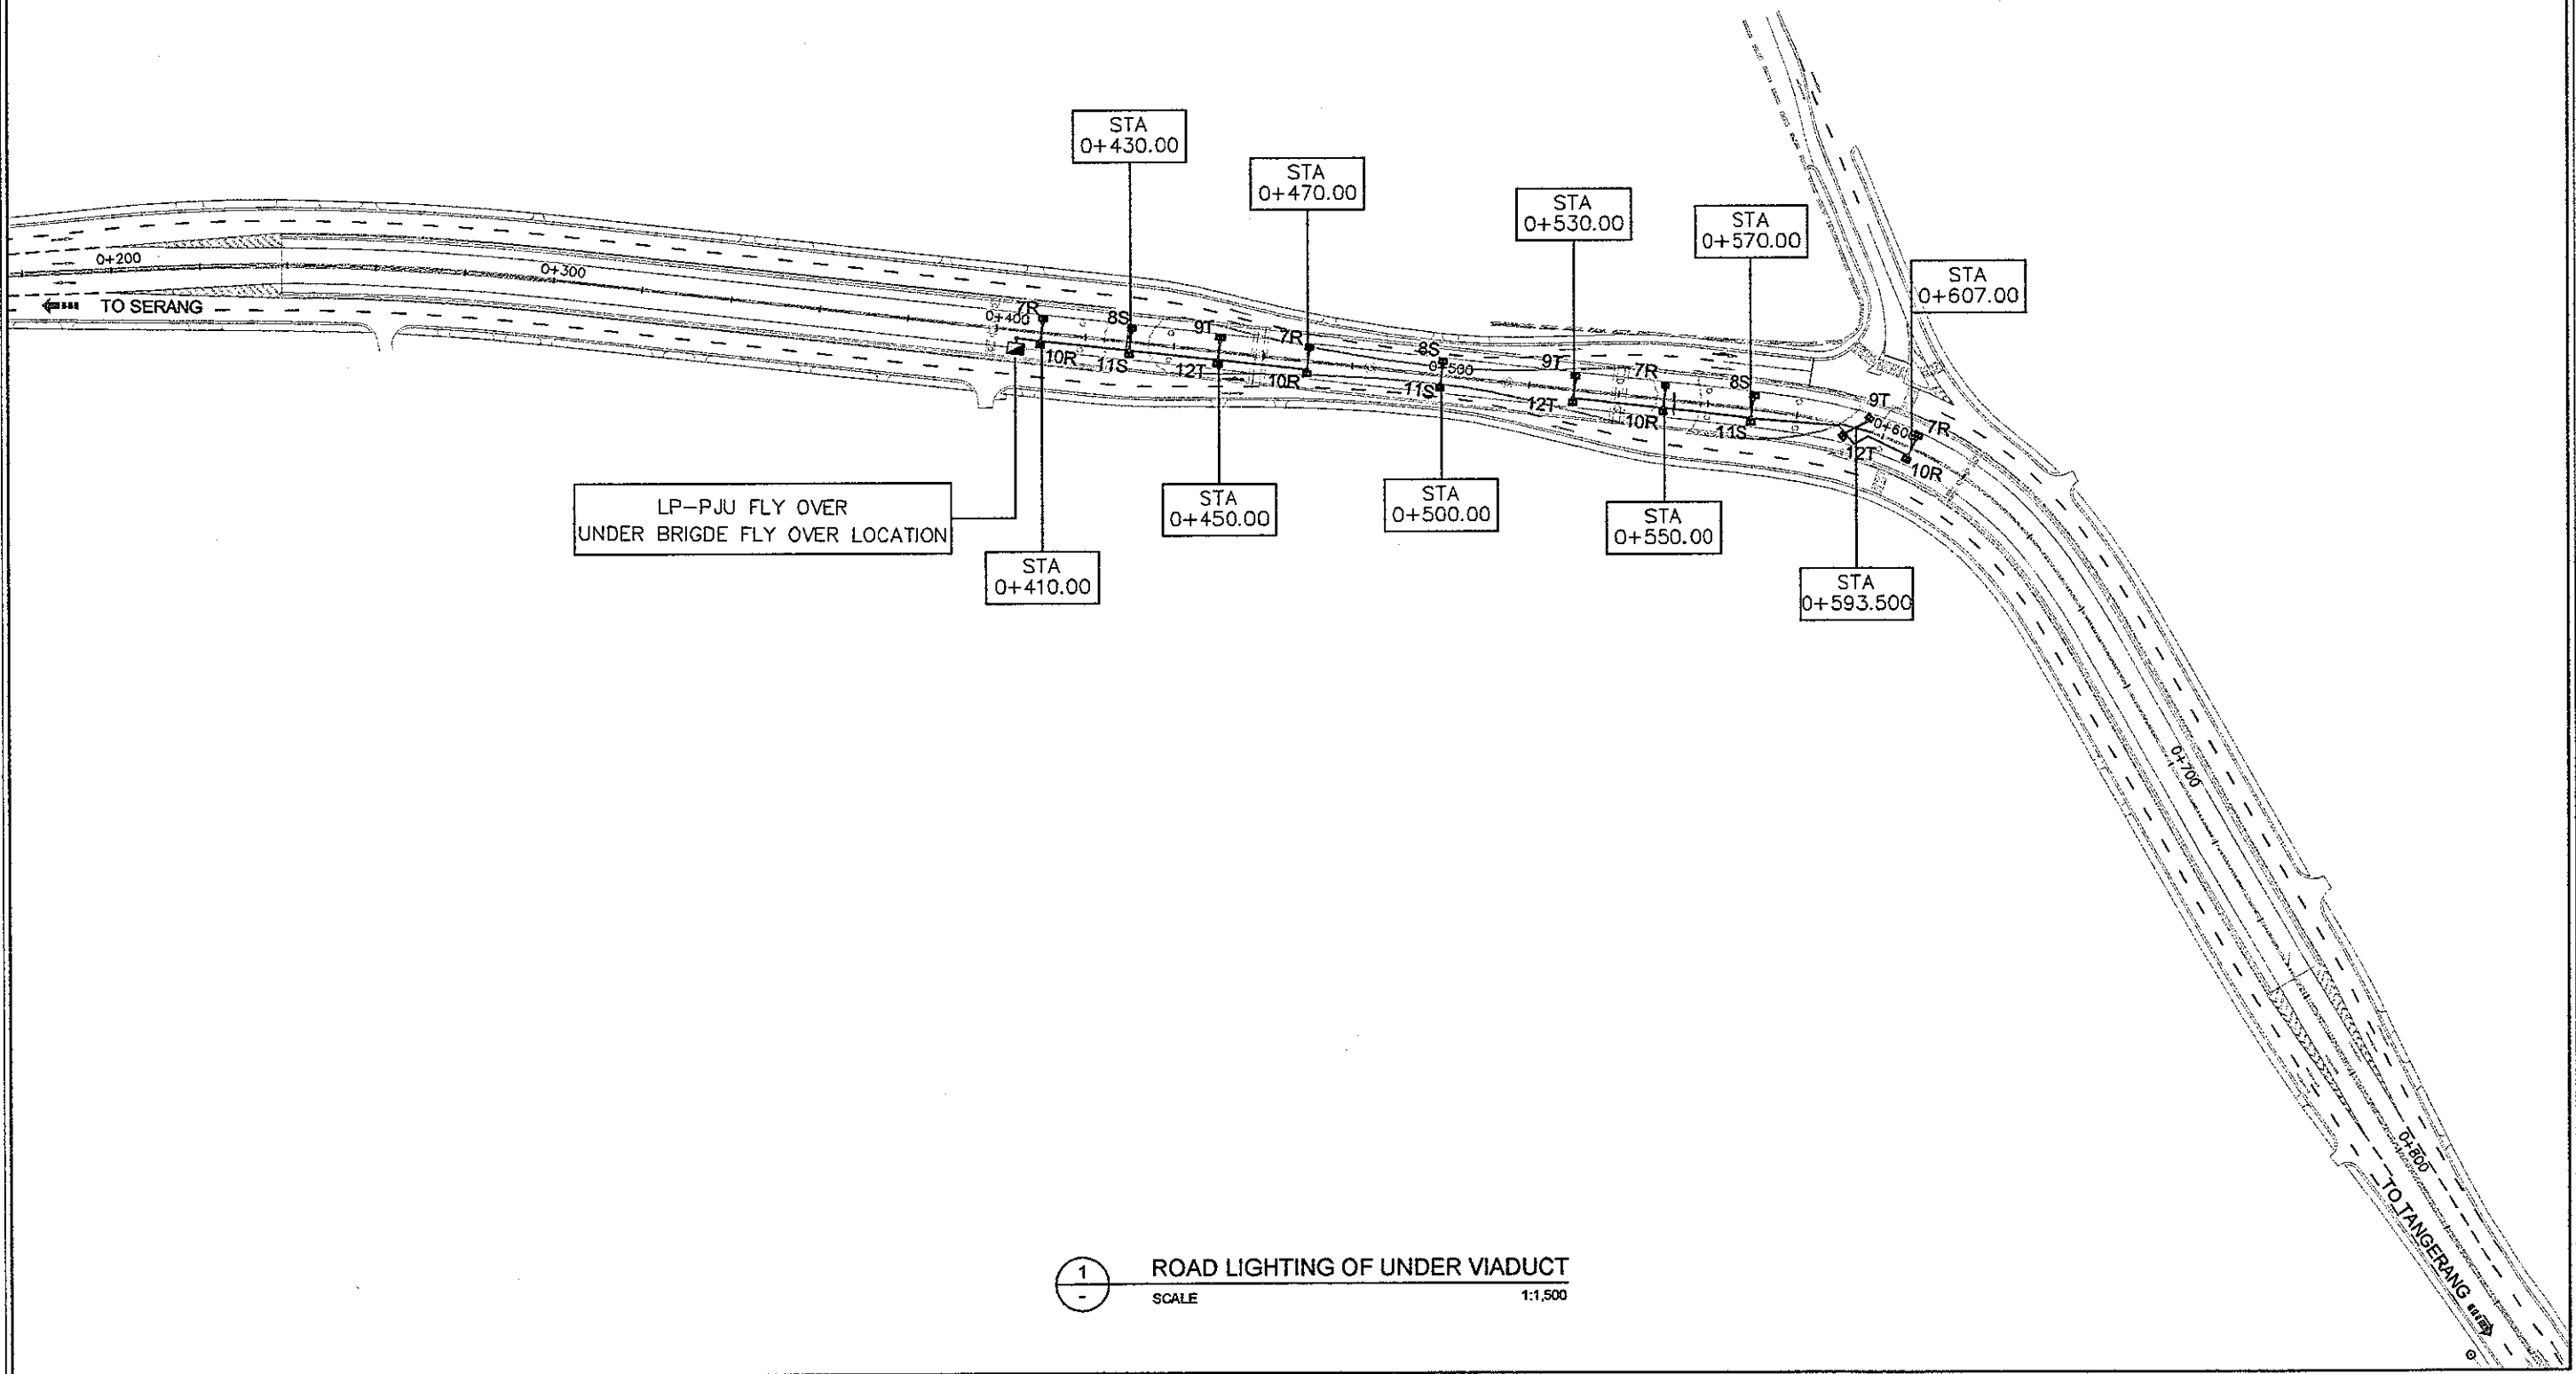 STA
0+430.00
STA
0+470.00
STA
0+530.00
STA
0+570.00
STA
0+607.00
0+200
0+300
TO SERANG
7R
0+400
8S
9T
7R
8S
0+500
9T
7R
8S
9T
0+600
7R
10R
11S
12T
10R
11S
12T
10R
11S
12T
10R
LP-PJU FLY OVER
UNDER BRIGDE FLY OVER LOCATION
STA
0+410.00
STA
0+450.00
STA
0+500.00
STA
0+550.00
STA
0+593.500
0+700
0+800
TO TANGERANG
1
-
ROAD LIGHTING OF UNDER VIADUCT
SCALE 1:1,500